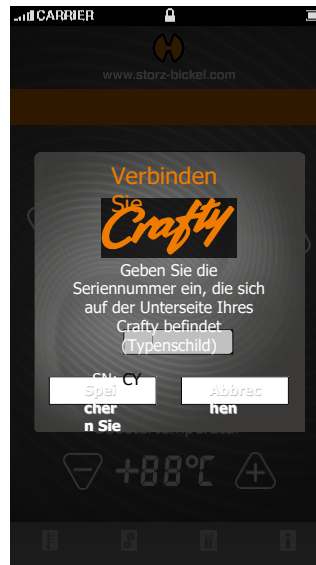 CARRIER
www.storz-bickel.com
Verbinden
Sie
Crafty
Geben Sie die
Seriennummer ein, die sich
auf der Unterseite Ihres
Crafty befindet
(Typenschild)
SN: CY
Spei
cher
n Sie
Abbrec
hen
+88°C